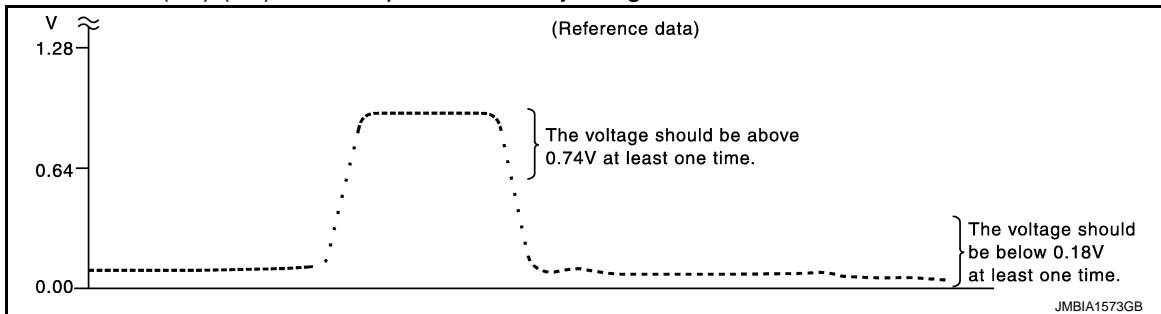 V
(Reference data)
1.28
The voltage should be above
0.74V at least one time.
0.64
The voltage should
be below 0.18V
at least one time.
0.00
JMBIA1573GB